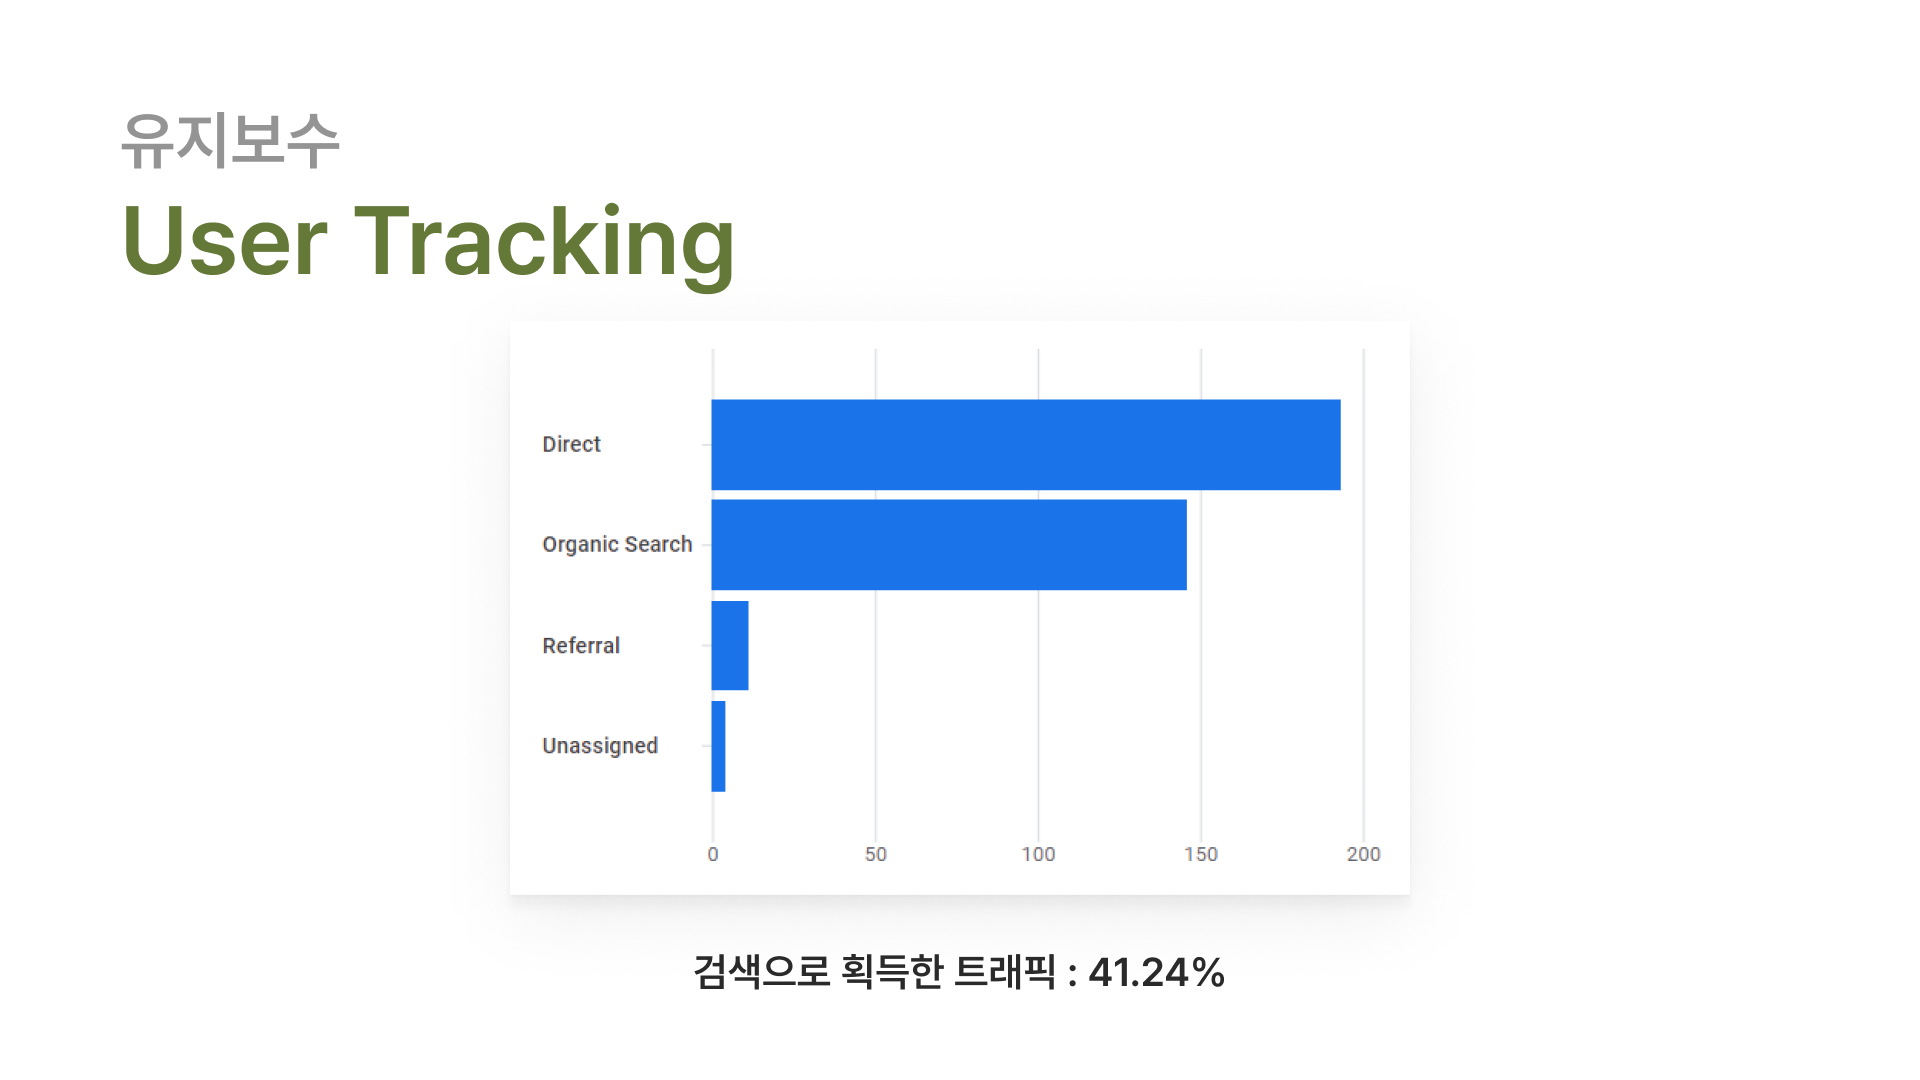 유지보수
User Tracking
Direct
Organic Search
Referral
Unassigned
0 50 100 150 200
검색으로 획득한 트래픽 : 41.24%